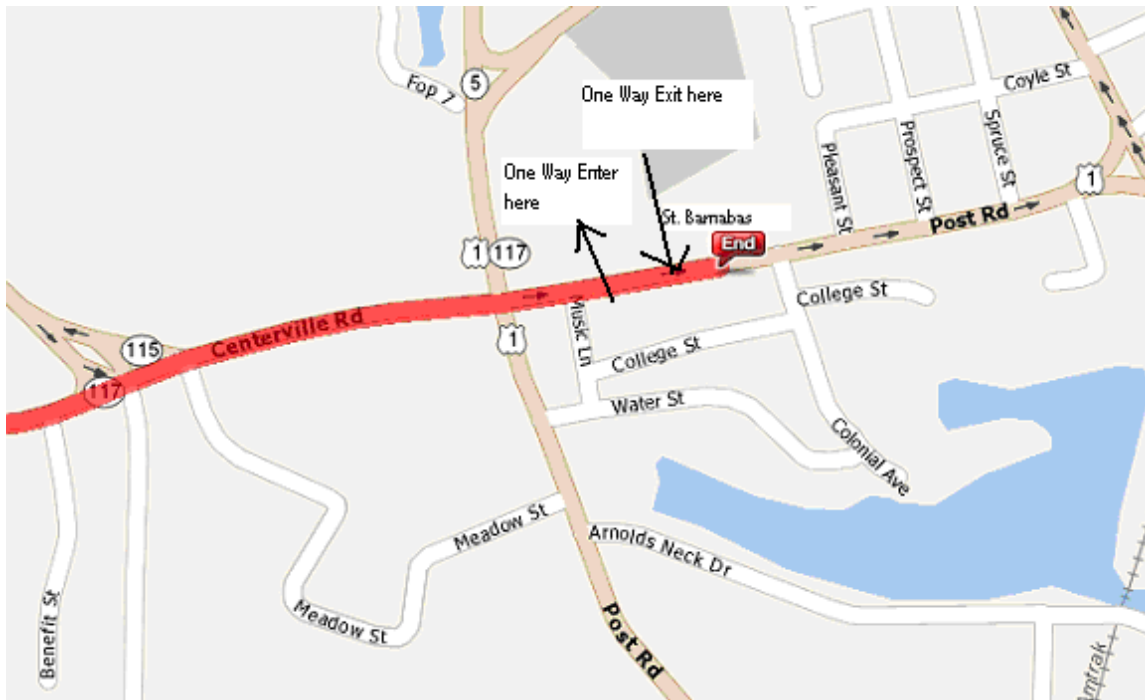 Fop 7
5
One Way Exit here
Coyle St
Pleasant St
Prospect St
Spruce St
One Way Enter
here
1
St. Barnabas
Post Rd
End
1
117
College St
Music Ln
Centerville Rd
1
115
College St
117
Water St
Colonial Ave
Meadow St
Arnolds Neck Dr
Meadow St
Benefit St
Post Rd
Amtrak